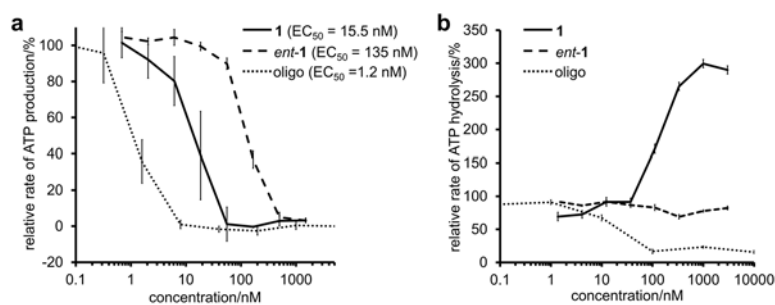 a
1 (EC50 = 15.5 nM)
ent-1 (EC50 = 135 nM)
oligo (EC50 =1.2 nM)
relative rate of ATP production/%
100
80
60
40
20
0
-20
0.1
1
10
100
1000
concentration/nM
b
1
ent-1
oligo
relative rate of ATP hydrolysis/%
350
300
250
200
150
100
50
0
0.1
1
10
100
1000
10000
concentration/nM